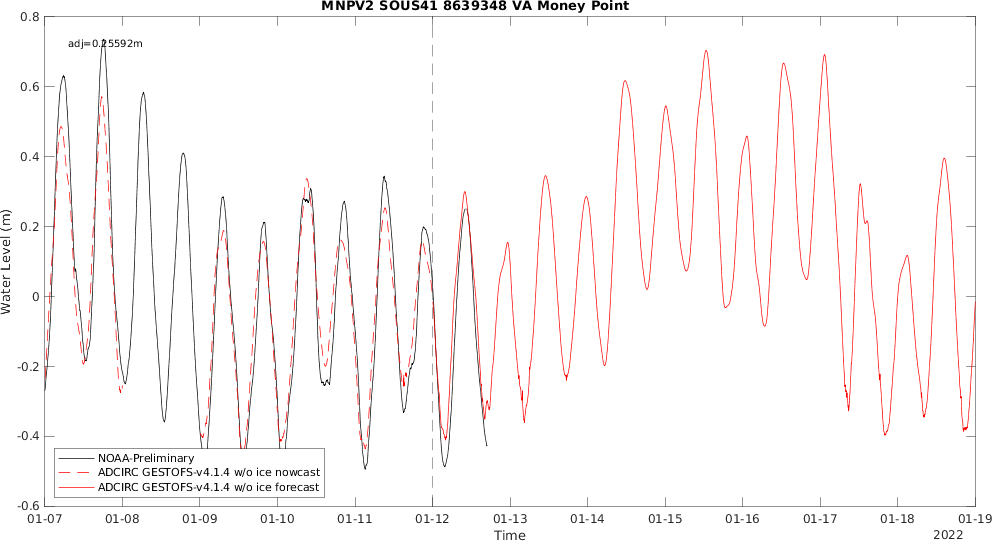 MNPV2 SOUS41 8639348 VA Money Point
adj=0.25592m
0.8
0.6
0.4
0.2
0
-0.2
-0.4
-0.6
Water Level (m)
NOAA-Preliminary
ADCIRC GESTOFS-v4.1.4 w/o ice nowcast
ADCIRC GESTOFS-v4.1.4 w/o ice forecast
01-07 01-08 01-09 01-10 01-11 01-12 01-13 01-14 01-15 01-16 01-17 01-18 01-19
Time
2022